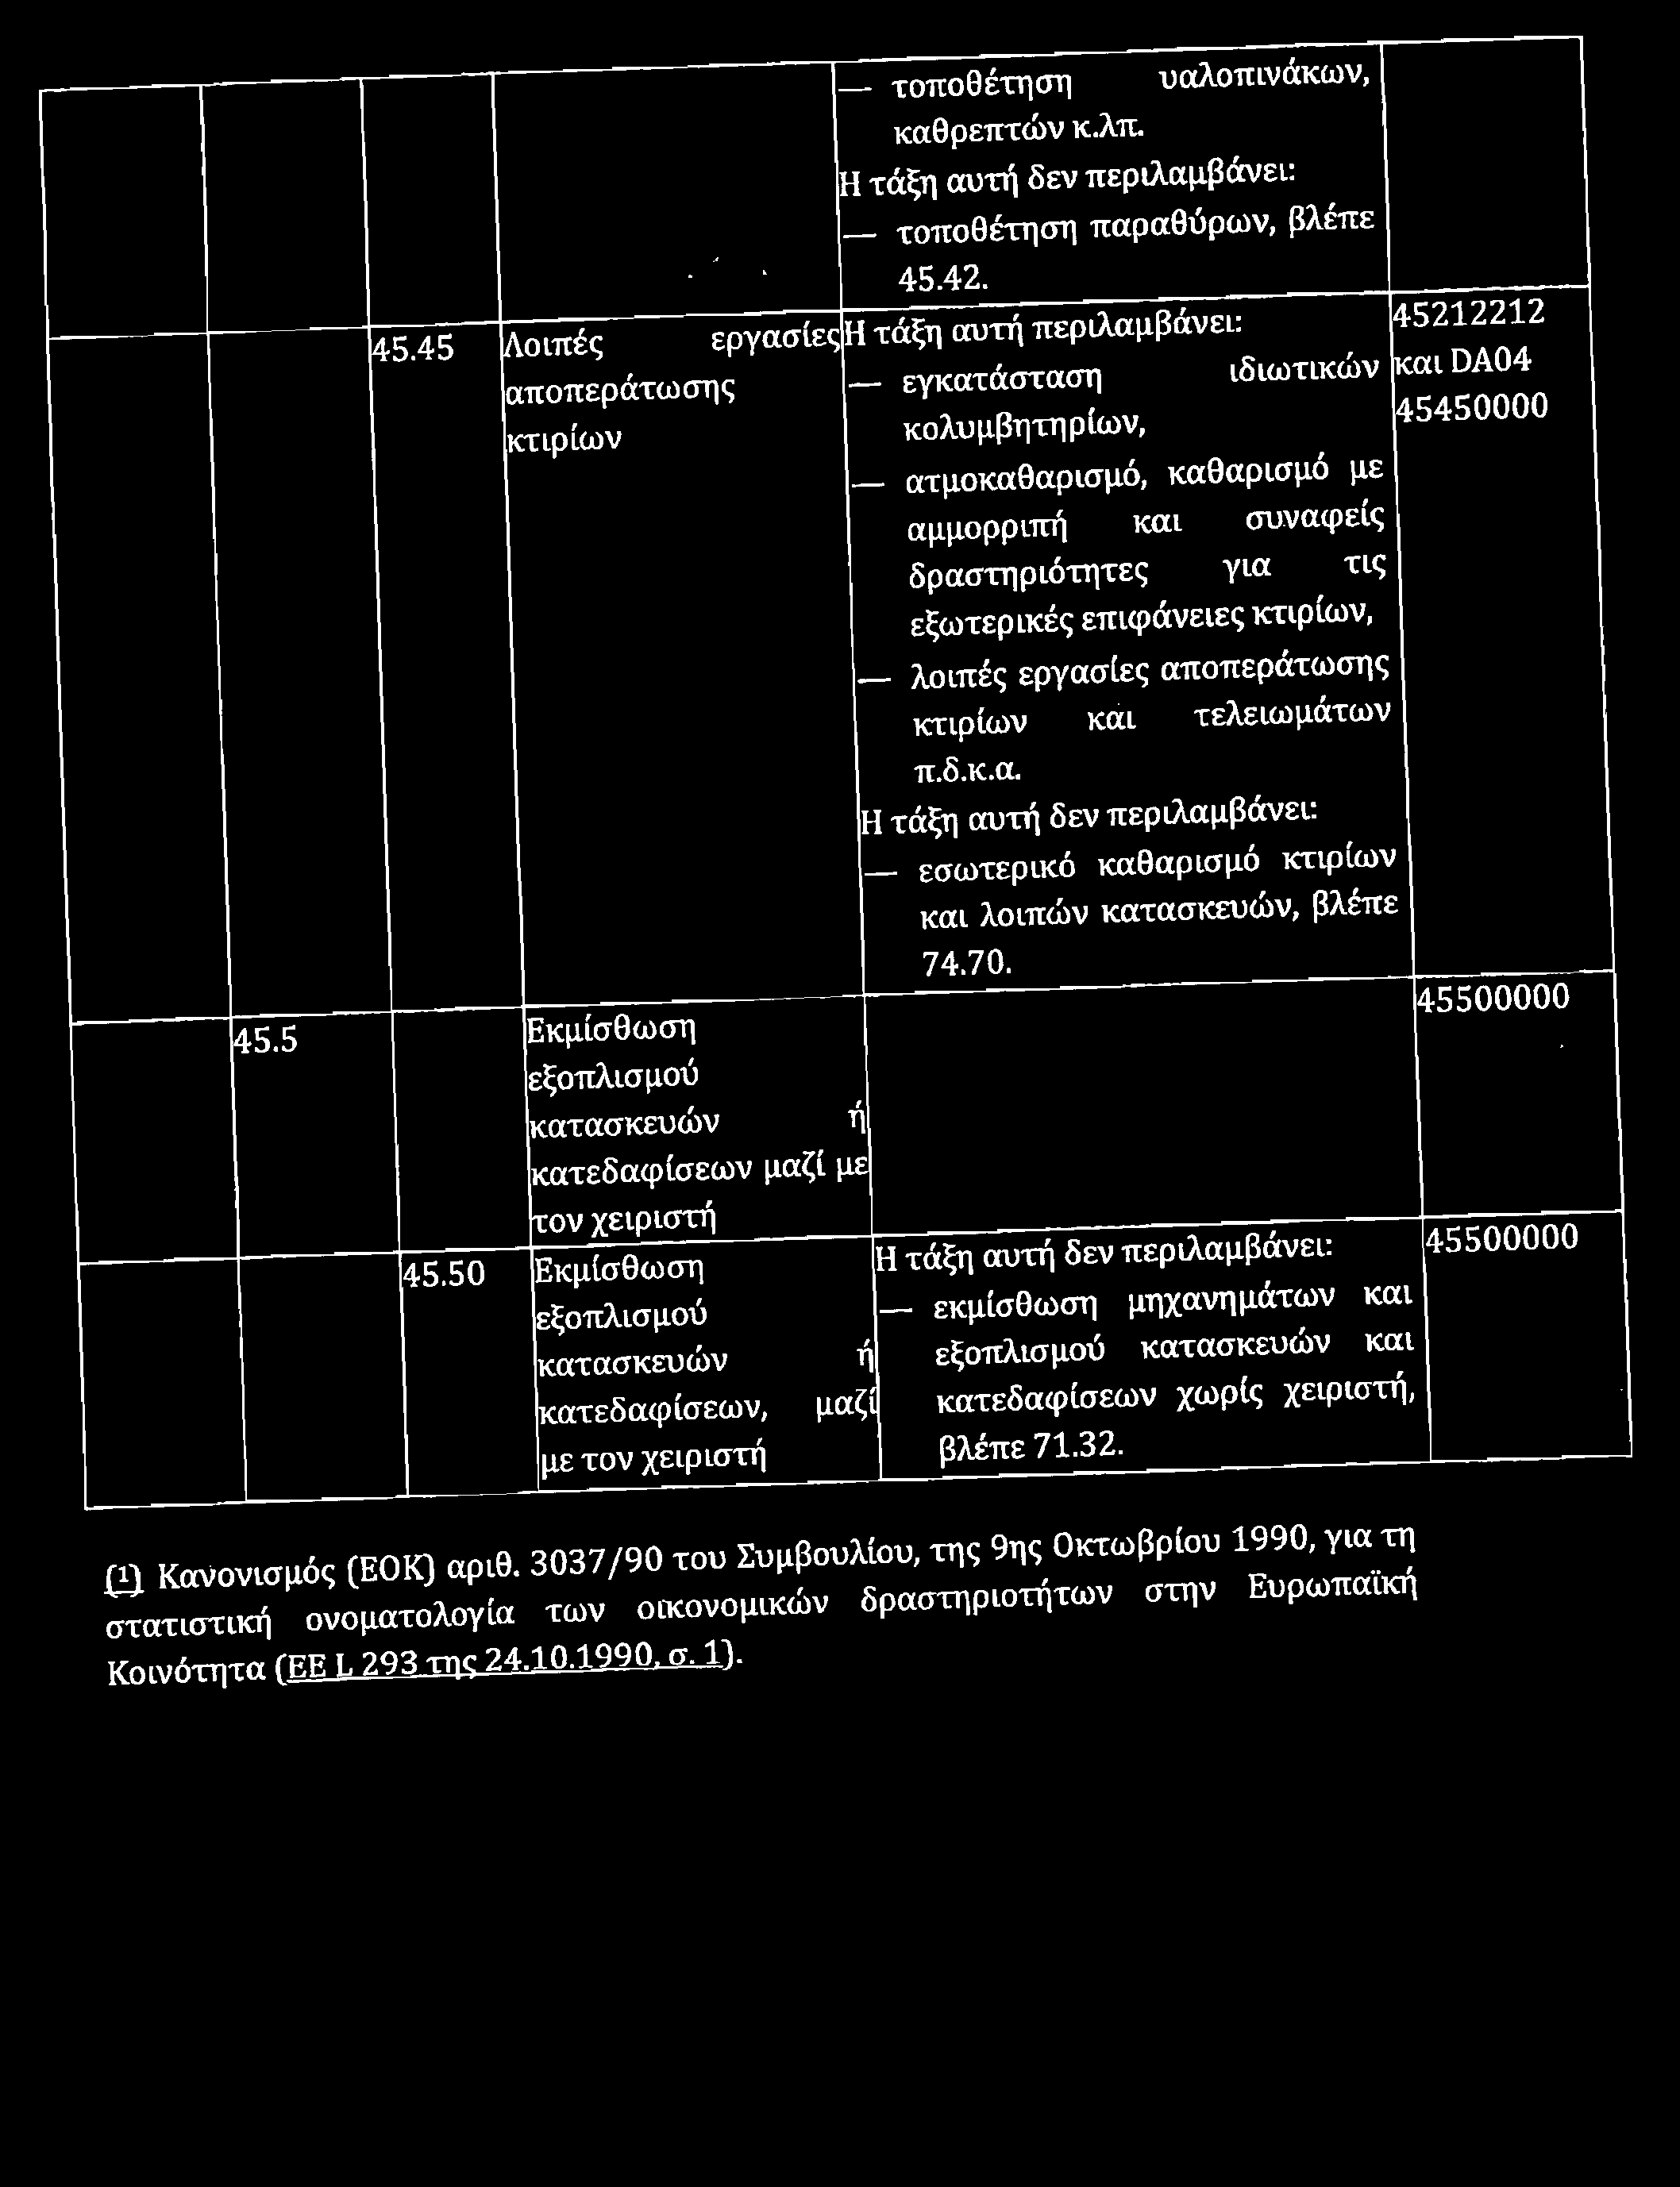 — τοποθέτηση υαλοπινάκων,
καθρεπτών κ.λπ.
Η τάξη αυτή δεν περιλαμβάνει:
— τοποθέτηση παραθύρων, βλέπε
45.42.
45.45
Λοιπές εργασίες
αποπεράτωσης
κτιρίων
Η τάξη αυτή περιλαμβάνει:
— εγκατάσταση ιδιωτικών
κολυμβητηρίων,
— ατμοκαθαρισμό, καθαρισμό με
αμμορριπή και συναφείς
δραστηριότητες για τις
εξωτερικές επιφάνειες κτιρίων,
— λοιπές εργασίες αποπεράτωσης
κτιρίων και τελειωμάτων
π.δ.κ.α.
Η τάξη αυτή δεν περιλαμβάνει:
— εσωτερικό καθαρισμό κτιρίων
και λοιπών κατασκευών, βλέπε
74.70.
45212212
και DA04
45450000
45.5
Εκμίσθωση
εξοπλισμού
κατασκευών ή
κατεδαφίσεων μαζί με
τον χειριστή
45500000
45.50
Εκμίσθωση
εξοπλισμού
κατασκευών ή
κατεδαφίσεων, μαζί
με τον χειριστή
Η τάξη αυτή δεν περιλαμβάνει:
— εκμίσθωση μηχανημάτων και
εξοπλισμού κατασκευών και
κατεδαφίσεων χωρίς χειριστή,
βλέπε 71.32.
45500000
(1) Κανονισμός (ΕΟΚ) αριθ. 3037/90 του Συμβουλίου, της 9ης Οκτωβρίου 1990, για τη
στατιστική ονοματολογία των οικονομικών δραστηριοτήτων στην Ευρωπαϊκή
Κοινότητα (ΕΕ L 293 της 24.10.1990, σ. 1).